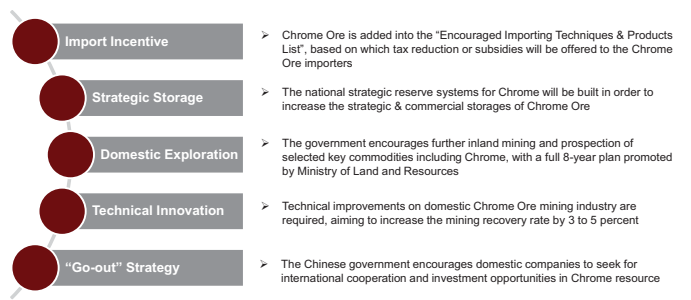 Import Incentive
➢ Chrome Ore is added into the “Encouraged Importing Techniques & Products
List”, based on which tax reduction or subsidies will be offered to the Chrome
Ore importers
Strategic Storage
➢ The national strategic reserve systems for Chrome will be built in order to
increase the strategic & commercial storages of Chrome Ore
Domestic Exploration
➢ The government encourages further inland mining and prospection of
selected key commodities including Chrome, with a full 8-year plan promoted
by Ministry of Land and Resources
Technical Innovation
➢ Technical improvements on domestic Chrome Ore mining industry are
required, aiming to increase the mining recovery rate by 3 to 5 percent
“Go-out” Strategy
➢ The Chinese government encourages domestic companies to seek for
international cooperation and investment opportunities in Chrome resource